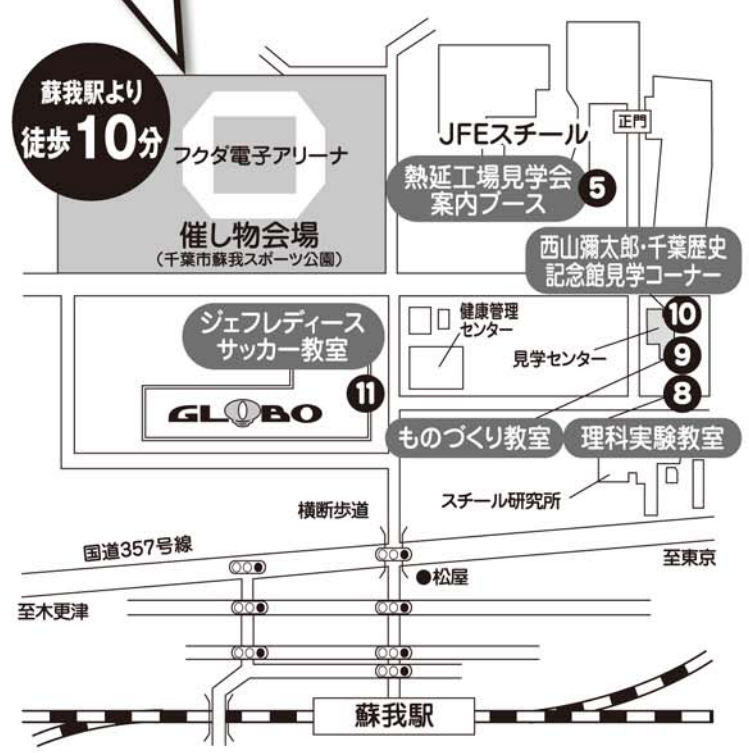 蘇我駅より
徒歩10分
フクダ電子アリーナ
催し物会場
（千葉市蘇我スポーツ公園）
JFEスチール
正門
熱延工場見学会
案内ブース
5
西山彌太郎・千葉歴史
記念館見学コーナー
10
ジェフレディース
サッカー教室
11
GLOBO
健康管理
センター
見学センター
9
8
ものづくり教室
理科実験教室
スチール研究所
横断歩道
国道357号線
至東京
●松屋
至木更津
蘇我駅